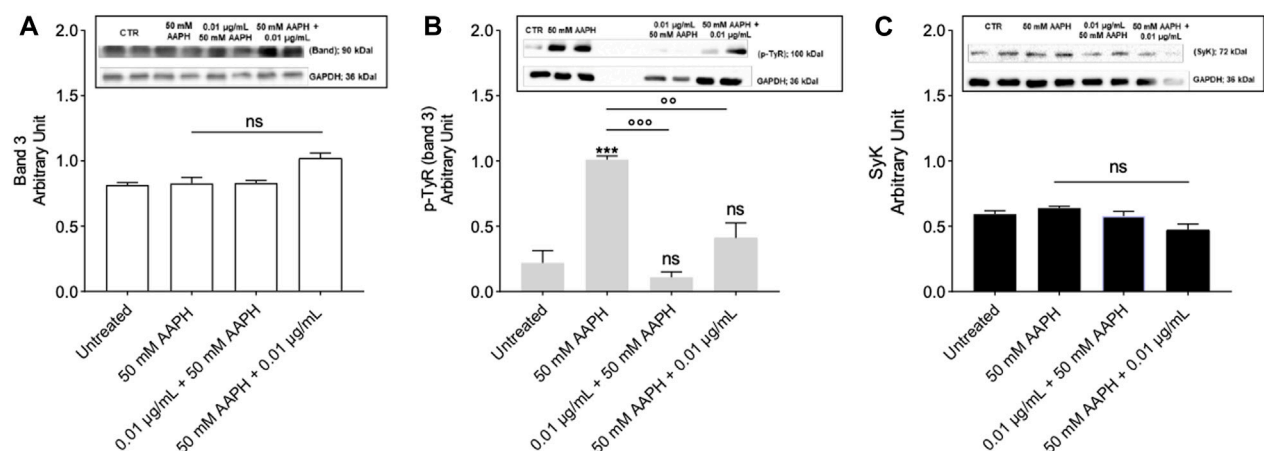 A
2.0
1.5
1.0
0.5
0.0
Band 3
Arbitrary Unit
CTR
50 mM
AAPH
0.01 µg/mL
50 mM AAPH
50 mM AAPH +
0.01 µg/mL
(Band); 90 kDal
GAPDH; 36 kDal
ns
Untreated
50 mM AAPH
0.01 µg/mL + 50 mM AAPH
50 mM AAPH + 0.01 µg/mL
B
2.0
1.5
1.0
0.5
0.0
p-TyR (band 3)
Arbitrary Unit
CTR
50 mM AAPH
0.01 µg/mL
50 mM AAPH
50 mM AAPH +
0.01 µg/mL
(p-TyR); 100 kDal
GAPDH; 36 kDal
°°
°°°
***
ns
ns
Untreated
50 mM AAPH
0.01 µg/mL + 50 mM AAPH
50 mM AAPH + 0.01 µg/mL
C
2.0
1.5
1.0
0.5
0.0
SyK
Arbitrary Unit
CTR
50 mM AAPH
0.01 µg/mL
50 mM AAPH
50 mM AAPH +
0.01 µg/mL
(SyK); 72 kDal
GAPDH; 36 kDal
ns
Untreated
50 mM AAPH
0.01 µg/mL + 50 mM AAPH
50 mM AAPH + 0.01 µg/mL